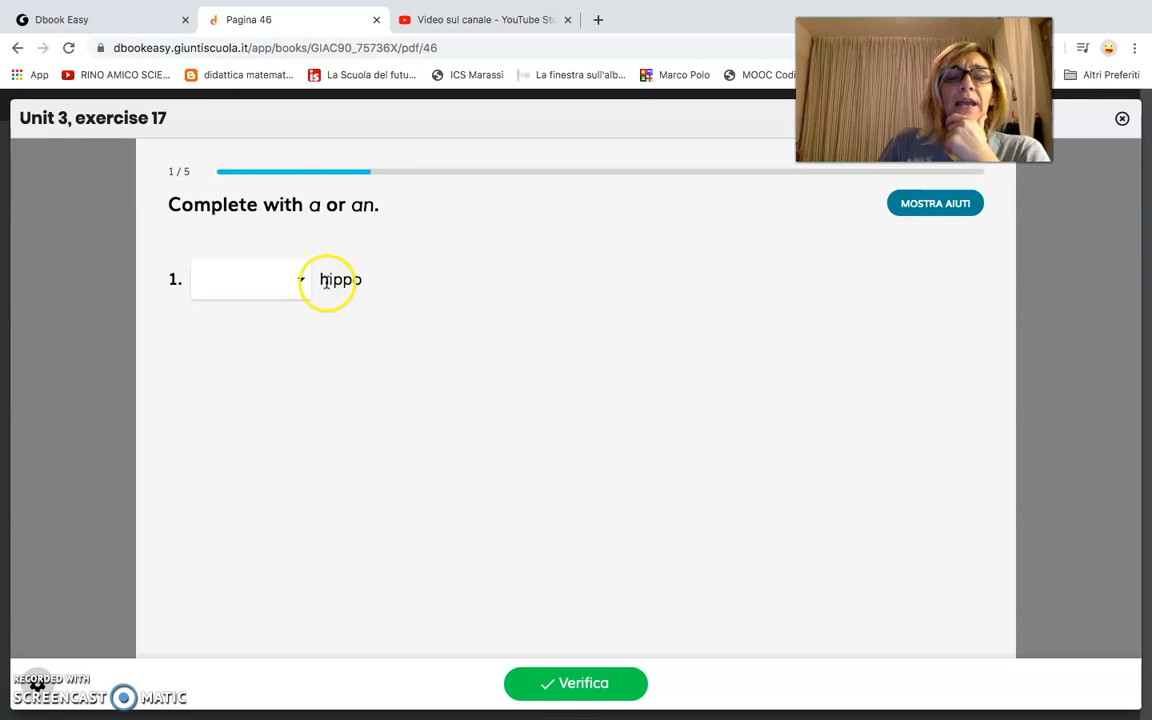 Dbook Easy
Pagina 46
Video sul canale - YouTube Stu
dbookeasy.giuntiscuola.it/app/books/GIAC90_75736X/pdf/46
App RINO AMICO SCIE... didattica matemat... La Scuola del futu... ICS Marassi La finestra sull'alb... Marco Polo MOOC Codi Altri Preferiti
Unit 3, exercise 17
1 / 5
Complete with a or an.
MOSTRA AIUTI
1. hippo
Verifica
RECORDED WITH
SCREENCAST MATIC